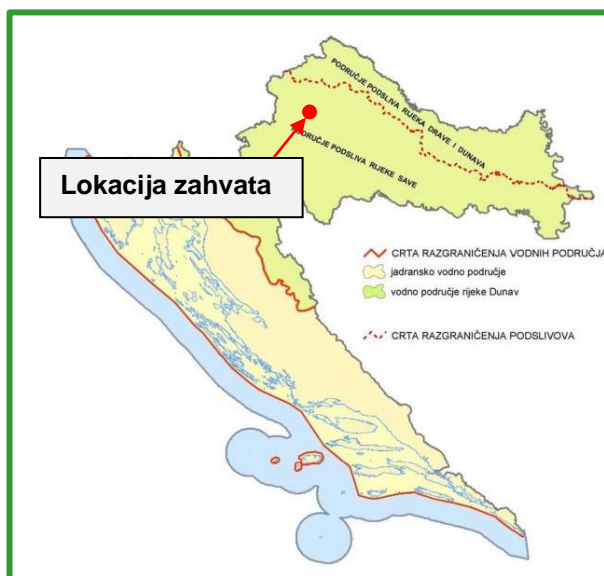 PODRUČJE PODSLIVA RIJEKA DRAVE I DUNAVA
PODRUČJE PODSLIVA RIJEKE SAVE
Lokacija zahvata
CRTA RAZGRANIČENJA VODNIH PODRUČJA
jadransko vodno područje
vodno područje rijeke Dunav
CRTA RAZGRANIČENJA PODSLIVOVA